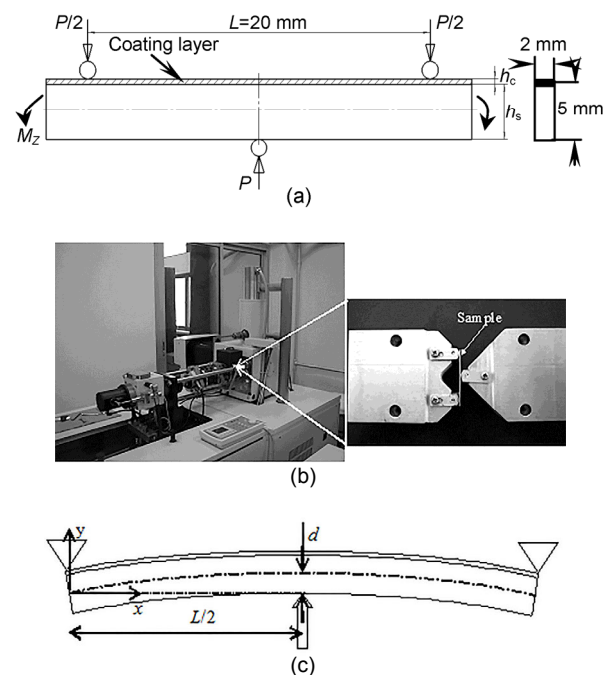 P/2 L=20 mm P/2
Coating layer
2 mm
h_c
h_s
5 mm
M_Z
P
(a)
Sample
(b)
y
d
x
L/2
(c)